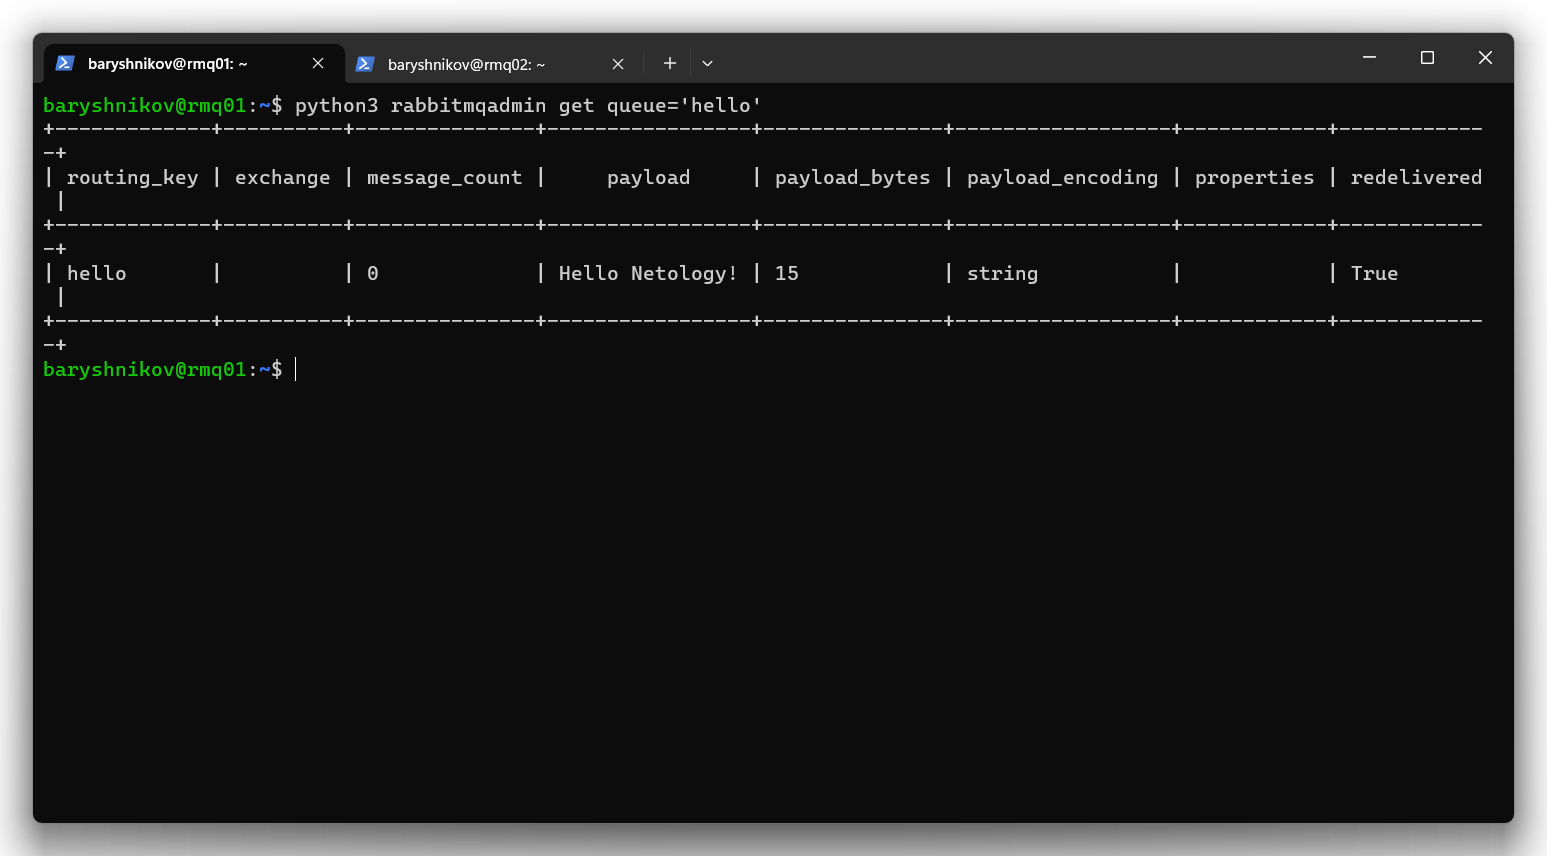 baryshnikov@rmq01: ~
baryshnikov@rmq02: ~
baryshnikov@rmq01:~$ python3 rabbitmqadmin get queue='hello'
+-------------+----------+---------------+-----------------+---------------+------------------+------------+------------
-+
| routing_key | exchange | message_count |     payload     | payload_bytes | payload_encoding | properties | redelivered
 |
+-------------+----------+---------------+-----------------+---------------+------------------+------------+------------
-+
| hello       |          | 0             | Hello Netology! | 15            | string           |            | True
 |
+-------------+----------+---------------+-----------------+---------------+------------------+------------+------------
-+
baryshnikov@rmq01:~$